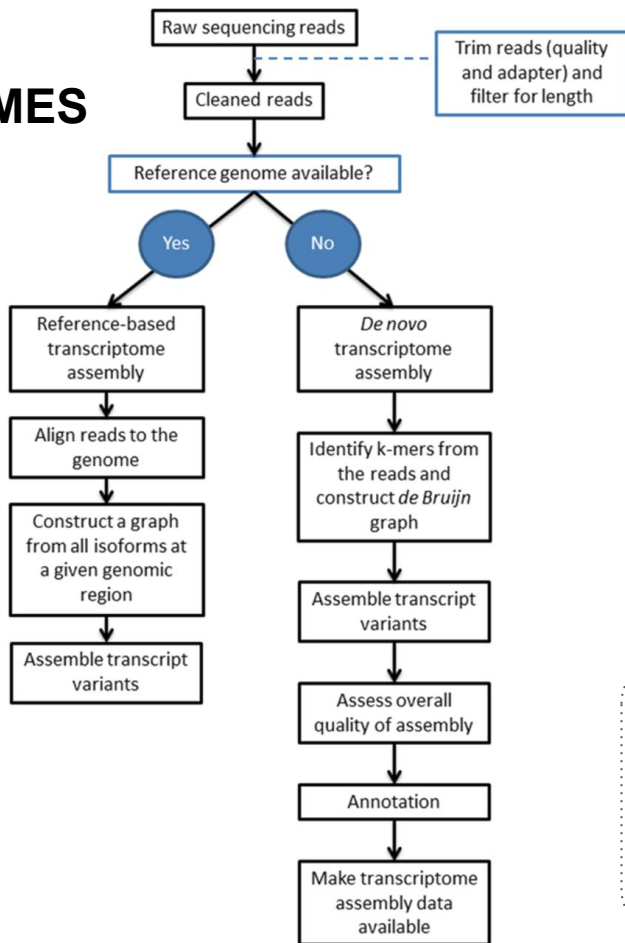 Raw sequencing reads
Trim reads (quality
and adapter) and
filter for length
MES
Cleaned reads
Reference genome available?
Yes
No
Reference-based
transcriptome
assembly
Align reads to the
genome
Construct a graph
from all isoforms at
a given genomic
region
Assemble transcript
variants
De novo
transcriptome
assembly
Identify k-mers from
the reads and
construct de Bruijn
graph
Assemble transcript
variants
Assess overall
quality of assembly
Annotation
Make transcriptome
assembly data
available